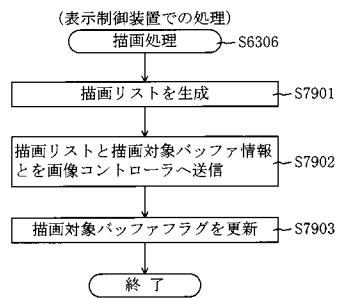 (表示制御装置での処理)
描画処理
S6306
描画リストを生成
S7901
描画リストと描画対象バッファ情報
とを画像コントローラへ送信
S7902
描画対象バッファフラグを更新
S7903
終了